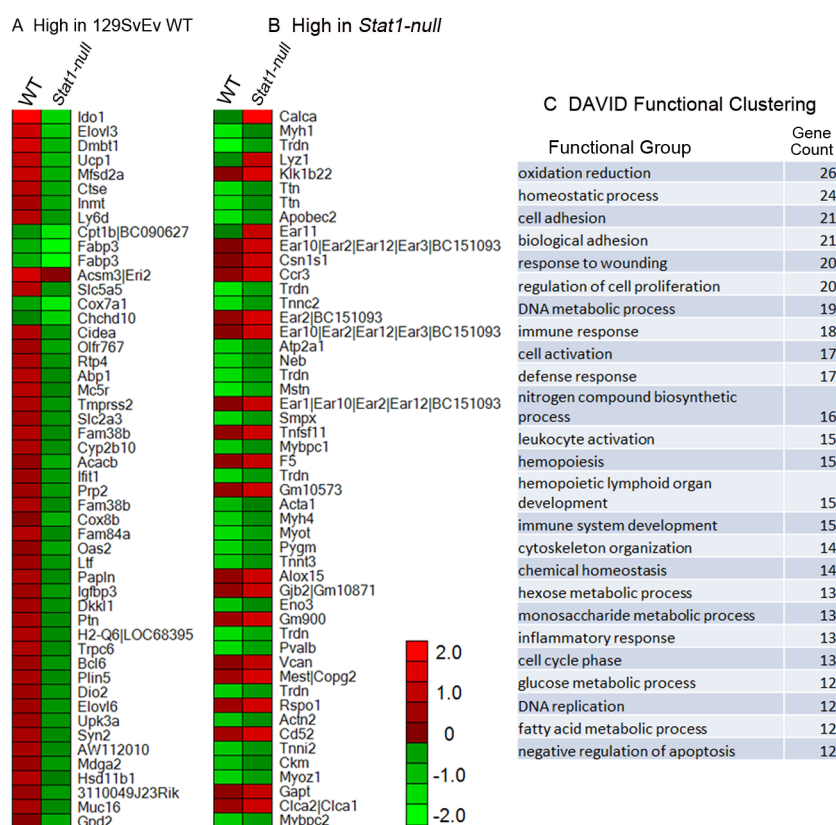 A High in 129SvEv WT
WT
Stat1-null
Ido1
Elovl3
Dmbt1
Ucp1
Mfsd2a
Ctse
Inmt
Ly6d
Cpt1b|BC090627
Fabp3
Fabp3
Acsm3|Eri2
Slc5a5
Cox7a1
Chchd10
Cidea
Olfr767
Rtp4
Abp1
Mc5r
Tmprss2
Slc2a3
Fam38b
Cyp2b10
Acacb
Ifit1
Prp2
Fam38b
Cox8b
Fam84a
Oas2
Ltf
Papln
Igfbp3
Dkkl1
Ptn
H2-Q6|LOC68395
Trpc6
Bcl6
Plin5
Dio2
Elovl6
Upk3a
Syn2
AW112010
Mdga2
Hsd11b1
3110049J23Rik
Muc16
Gpd2
B High in Stat1-null
WT
Stat1-null
Calca
Myh1
Trdn
Lyz1
Klk1b22
Ttn
Ttn
Apobec2
Ear11
Ear10|Ear2|Ear12|Ear3|BC151093
Csn1s1
Ccr3
Trdn
Tnnc2
Ear2|BC151093
Ear10|Ear2|Ear12|Ear3|BC151093
Atp2a1
Neb
Trdn
Mstn
Ear1|Ear10|Ear2|Ear12|BC151093
Smpx
Tnfsf11
Mybpc1
F5
Trdn
Gm10573
Acta1
Myh4
Myot
Pygm
Tnnt3
Alox15
Gjb2|Gm10871
Eno3
Gm900
Trdn
Pvalb
Vcan
Mest|Copg2
Trdn
Rspo1
Actn2
Cd52
Tnni2
Ckm
Myoz1
Gapt
Clca2|Clca1
Mybpc2
2.0
1.0
0
-1.0
-2.0
C DAVID Functional Clustering
Functional Group
Gene
Count
oxidation reduction 26
homeostatic process 24
cell adhesion 21
biological adhesion 21
response to wounding 20
regulation of cell proliferation 20
DNA metabolic process 19
immune response 18
cell activation 17
defense response 17
nitrogen compound biosynthetic
process 16
leukocyte activation 15
hemopoiesis 15
hemopoietic lymphoid organ
development 15
immune system development 15
cytoskeleton organization 14
chemical homeostasis 14
hexose metabolic process 13
monosaccharide metabolic process 13
inflammatory response 13
cell cycle phase 13
glucose metabolic process 12
DNA replication 12
fatty acid metabolic process 12
negative regulation of apoptosis 12